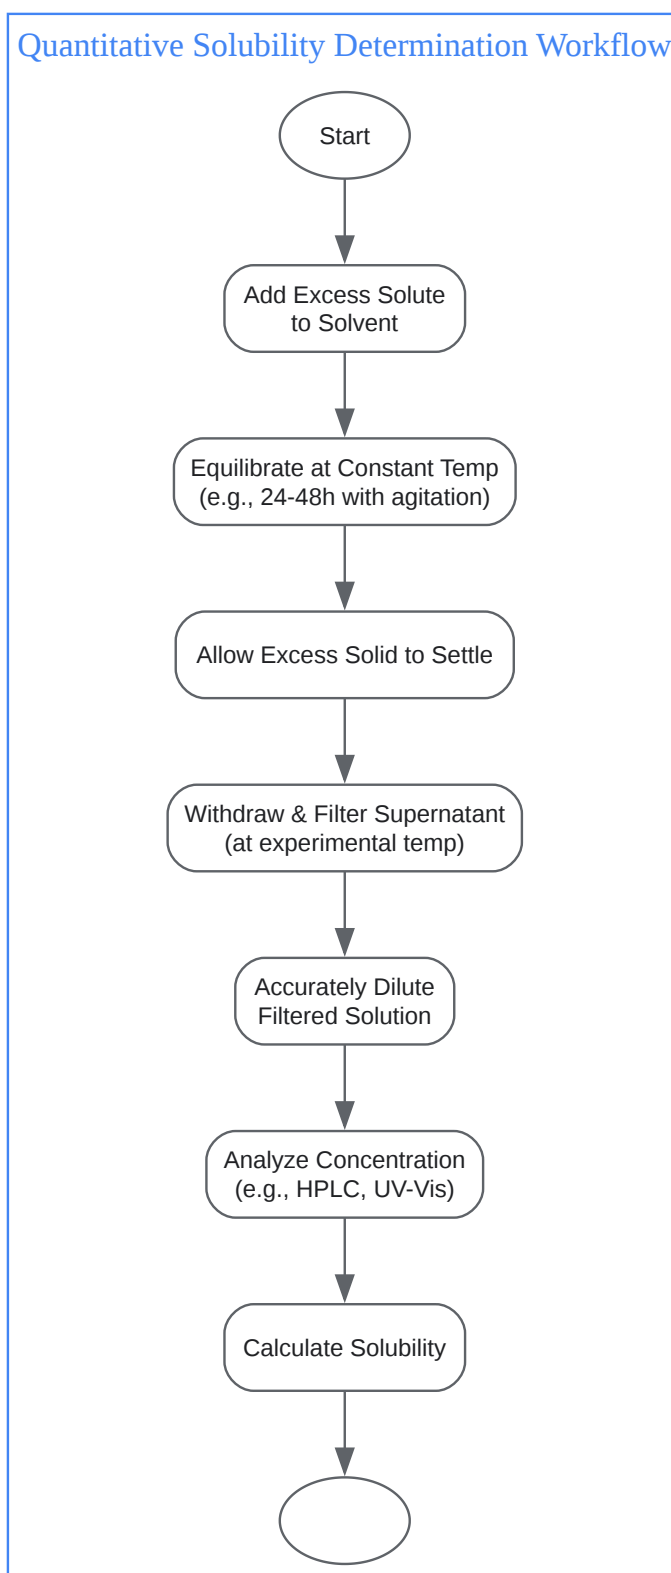 Quantitative Solubility Determination Workflow
Start
Add Excess Solute
to Solvent
Equilibrate at Constant Temp
(e.g., 24-48h with agitation)
Allow Excess Solid to Settle
Withdraw & Filter Supernatant
(at experimental temp)
Accurately Dilute
Filtered Solution
Analyze Concentration
(e.g., HPLC, UV-Vis)
Calculate Solubility